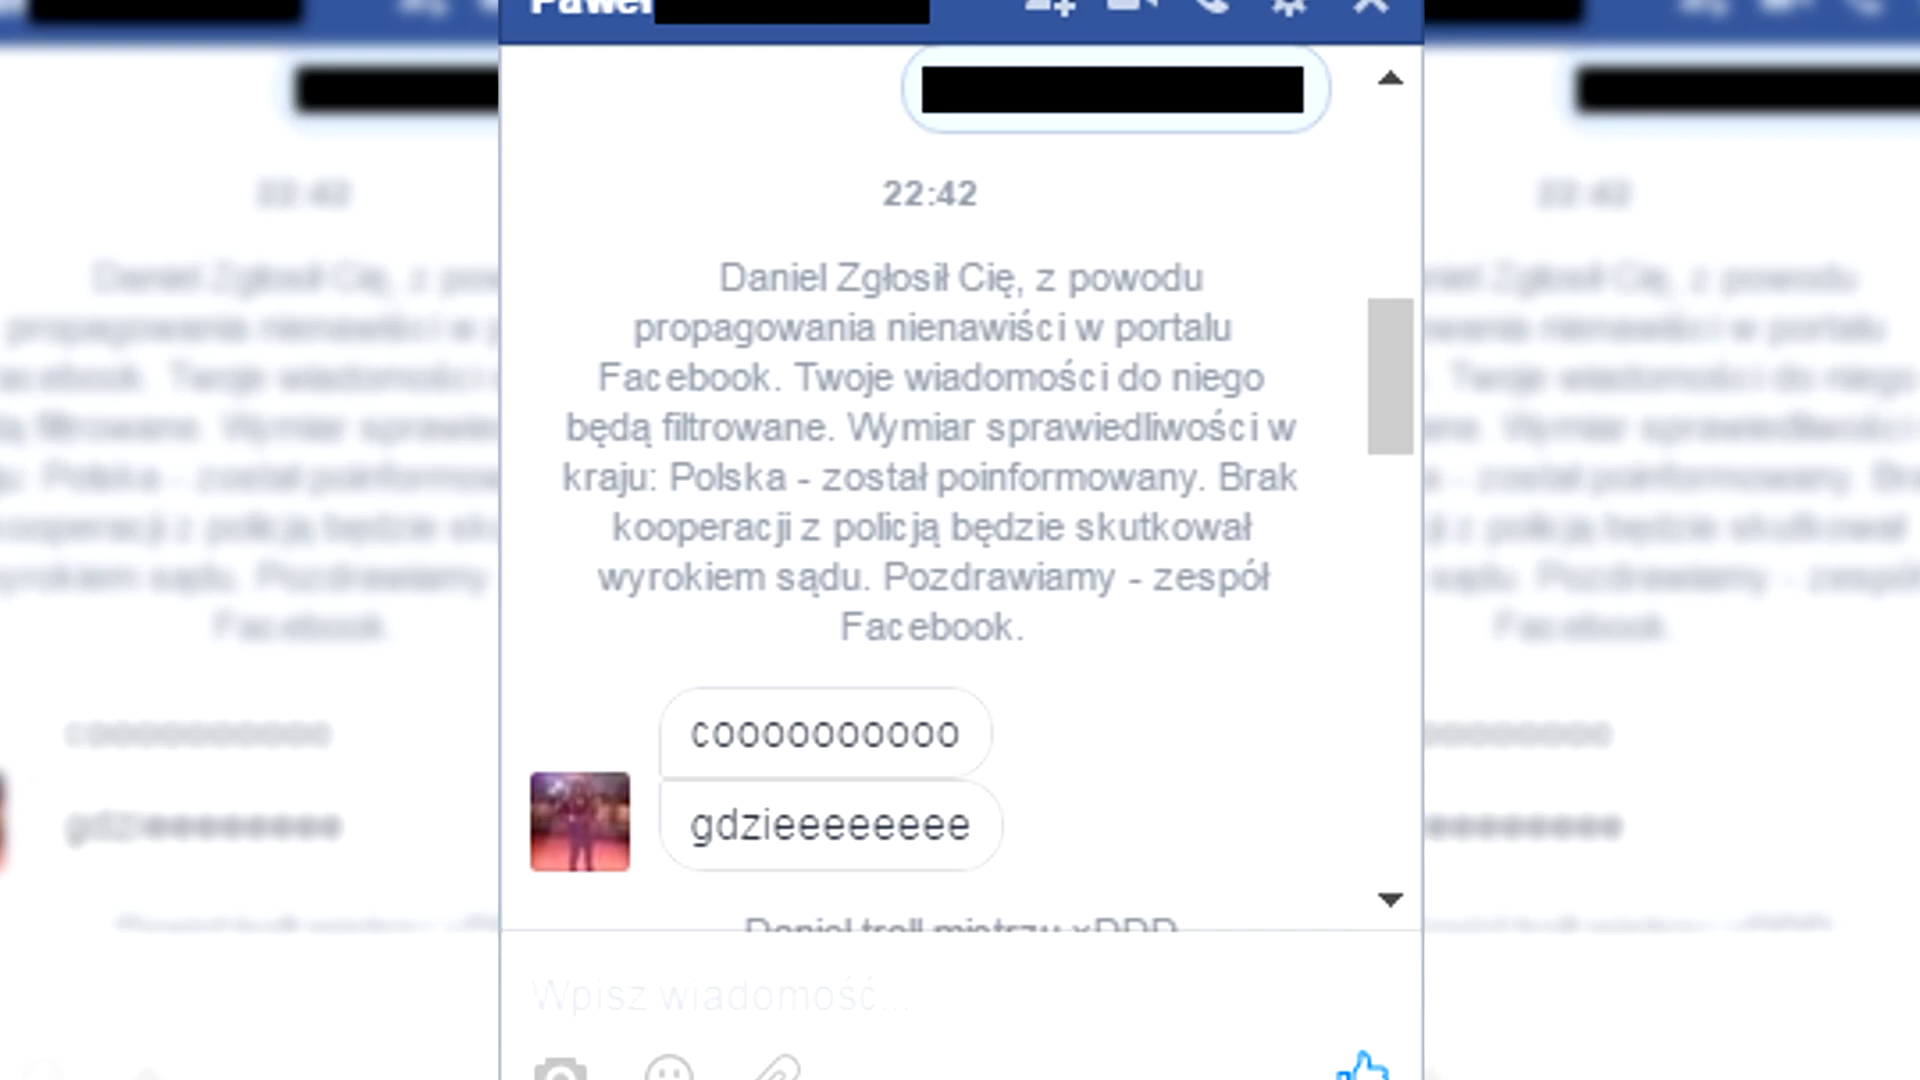 Paweł
22:42
Daniel Zgłosił Cię, z powodu
propagowania nienawiści w portalu
Facebook. Twoje wiadomości do niego
będą filtrowane. Wymiar sprawiedliwości w
kraju: Polska - został poinformowany. Brak
kooperacji z policją będzie skutkował
wyrokiem sądu. Pozdrawiamy - zespół
Facebook.
cooooooooooo
gdzieeeeeeee
Daniel troll mistrzu xDDD
Wpisz wiadomość...